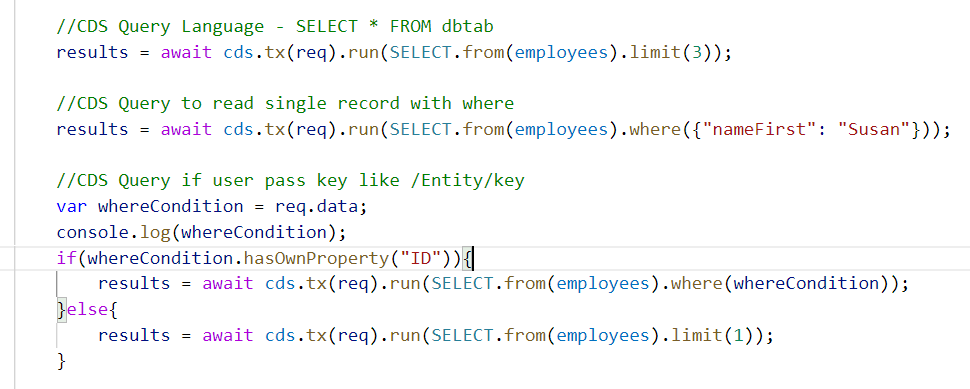 //CDS Query Language - SELECT * FROM dbtab
results = await cds.tx(req).run(SELECT.from(employees).limit(3));
//CDS Query to read single record with where
results = await cds.tx(req).run(SELECT.from(employees).where({"nameFirst": "Susan"}));
//CDS Query if user pass key like /Entity/key
var whereCondition = req.data;
console.log(whereCondition);
if(whereCondition.hasOwnProperty("ID")){
    results = await cds.tx(req).run(SELECT.from(employees).where(whereCondition));
}else{
    results = await cds.tx(req).run(SELECT.from(employees).limit(1));
}